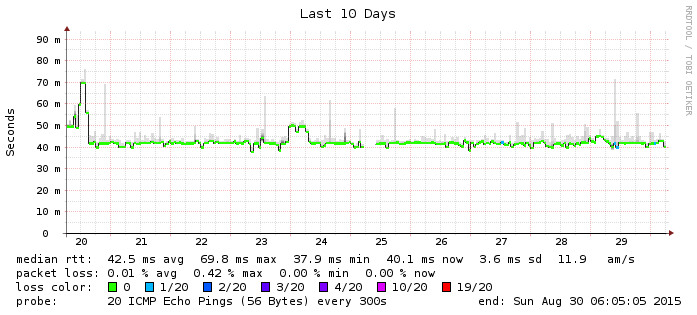 Last 10 Days
RRDTOOL / TOBI OETIKER
Seconds
90 m
80 m
70 m
60 m
50 m
40 m
30 m
20 m
10 m
0
20 21 22 23 24 25 26 27 28 29
median rtt: 42.5 ms avg 69.8 ms max 37.9 ms min 40.1 ms now 3.6 ms sd 11.9 am/s
packet loss: 0.01 % avg 0.42 % max 0.00 % min 0.00 % now
loss color: 0 1/20 2/20 3/20 4/20 10/20 19/20
probe: 20 ICMP Echo Pings (56 Bytes) every 300s end: Sun Aug 30 06:05:05 2015